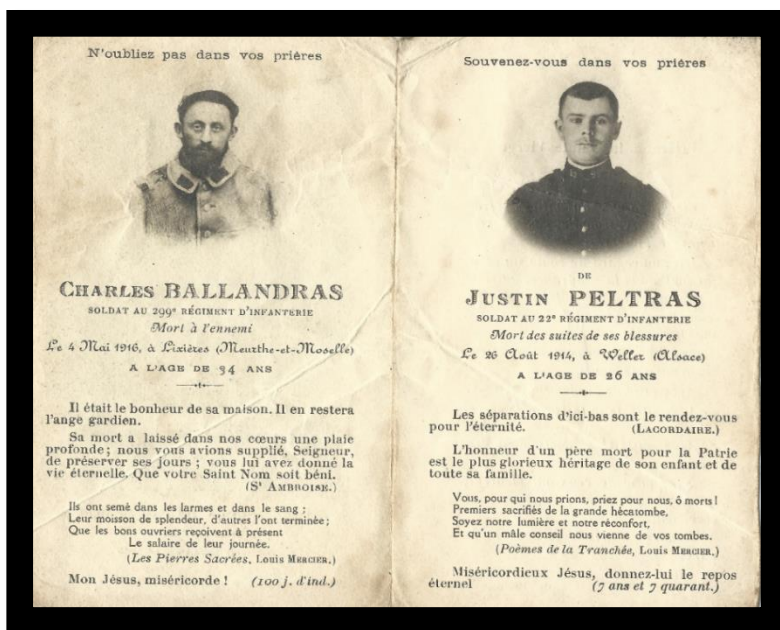 N'oubliez pas dans vos prières
CHARLES BALLANDRAS
SOLDAT AU 299e RÉGIMENT D'INFANTERIE
Mort à l'ennemi
Le 4 Mai 1916, à Lixières (Meurthe-et-Moselle)
A L'AGE DE 34 ANS
Il était le bonheur de sa maison. Il en restera
l'ange gardien.
Sa mort a laissé dans nos cœurs une plaie
profonde ; nous vous avions supplié, Seigneur,
de préserver ses jours ; vous lui avez donné la
vie éternelle. Que votre Saint Nom soit béni.
(St AMBROISE.)
Ils ont semé dans les larmes et dans le sang ;
Leur moisson de splendeur, d'autres l'ont terminée ;
Que les bons ouvriers reçoivent à présent
Le salaire de leur journée.
(Les Pierres Sacrées, Louis MERCIER.)
Mon Jésus, miséricorde ! (100 j. d'ind.)
Souvenez-vous dans vos prières
DE
JUSTIN PELTRAS
SOLDAT AU 22e RÉGIMENT D'INFANTERIE
Mort des suites de ses blessures
Le 26 Août 1914, à Weller (Alsace)
A L'AGE DE 26 ANS
Les séparations d'ici-bas sont le rendez-vous
pour l'éternité. (LACORDAIRE.)
L'honneur d'un père mort pour la Patrie
est le plus glorieux héritage de son enfant et de
toute sa famille.
Vous, pour qui nous prions, priez pour nous, ô morts !
Premiers sacrifiés de la grande hécatombe,
Soyez notre lumière et notre réconfort,
Et qu'un mâle conseil nous vienne de vos tombes.
(Poèmes de la Tranchée, Louis MERCIER.)
Miséricordieux Jésus, donnez-lui le repos
éternel (7 ans et 7 quarant.)